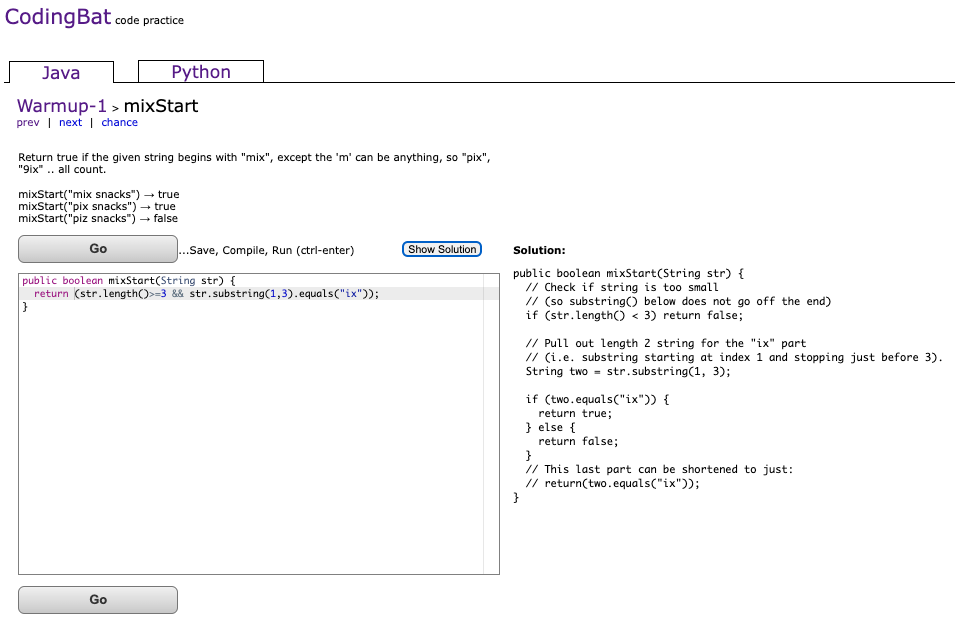 CodingBat code practice
Java
Python
Warmup-1 > mixStart
prev | next | chance
Return true if the given string begins with "mix", except the 'm' can be anything, so "pix",
"9ix" .. all count.
mixStart("mix snacks") → true
mixStart("pix snacks") → true
mixStart("piz snacks") → false
Go
...Save, Compile, Run (ctrl-enter)
Show Solution
public boolean mixStart(String str) {
  return (str.length()>=3 && str.substring(1,3).equals("ix"));
}
Go
Solution:
public boolean mixStart(String str) {
  // Check if string is too small
  // (so substring() below does not go off the end)
  if (str.length() < 3) return false;
  // Pull out length 2 string for the "ix" part
  // (i.e. substring starting at index 1 and stopping just before 3).
  String two = str.substring(1, 3);
  if (two.equals("ix")) {
    return true;
  } else {
    return false;
  }
  // This last part can be shortened to just:
  // return(two.equals("ix"));
}